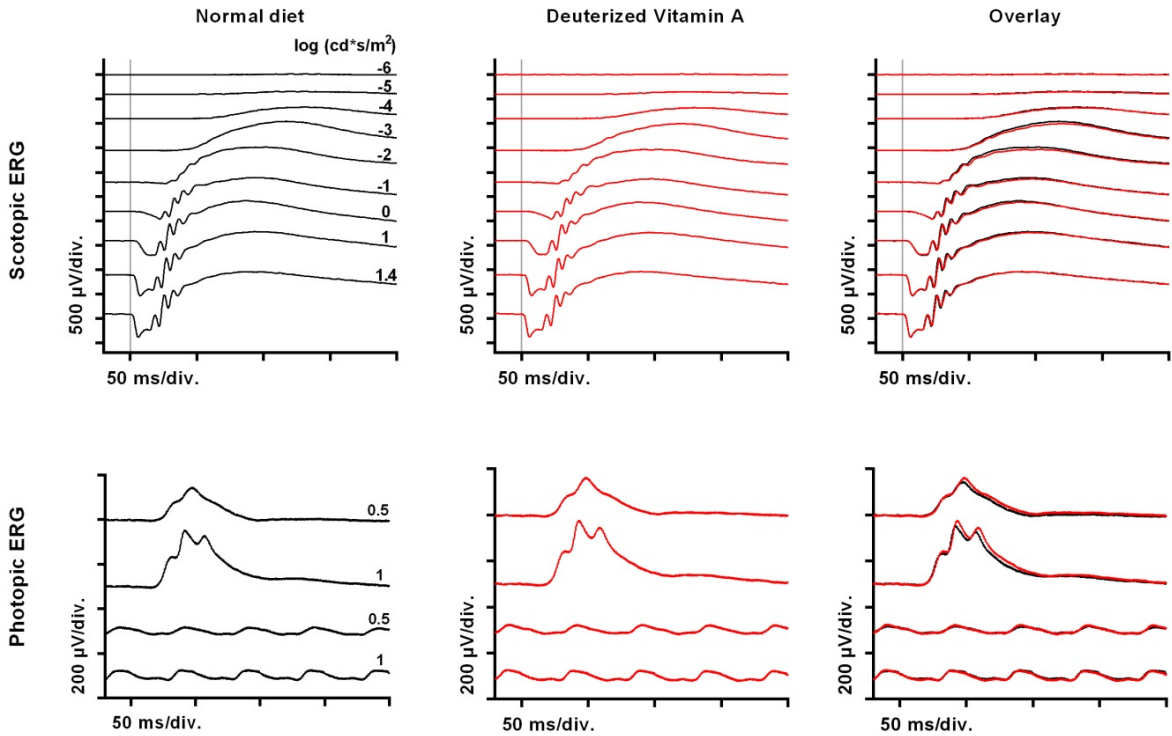 Normal diet
Deuterized Vitamin A
Overlay
log (cd*s/m²)
-6
-5
-4
-3
-2
-1
0
1
1.4
Scotopic ERG
500 µV/div.
500 µV/div.
500 µV/div.
50 ms/div.
50 ms/div.
50 ms/div.
0.5
1
0.5
1
Photopic ERG
200 µV/div.
200 µV/div.
200 µV/div.
50 ms/div.
50 ms/div.
50 ms/div.